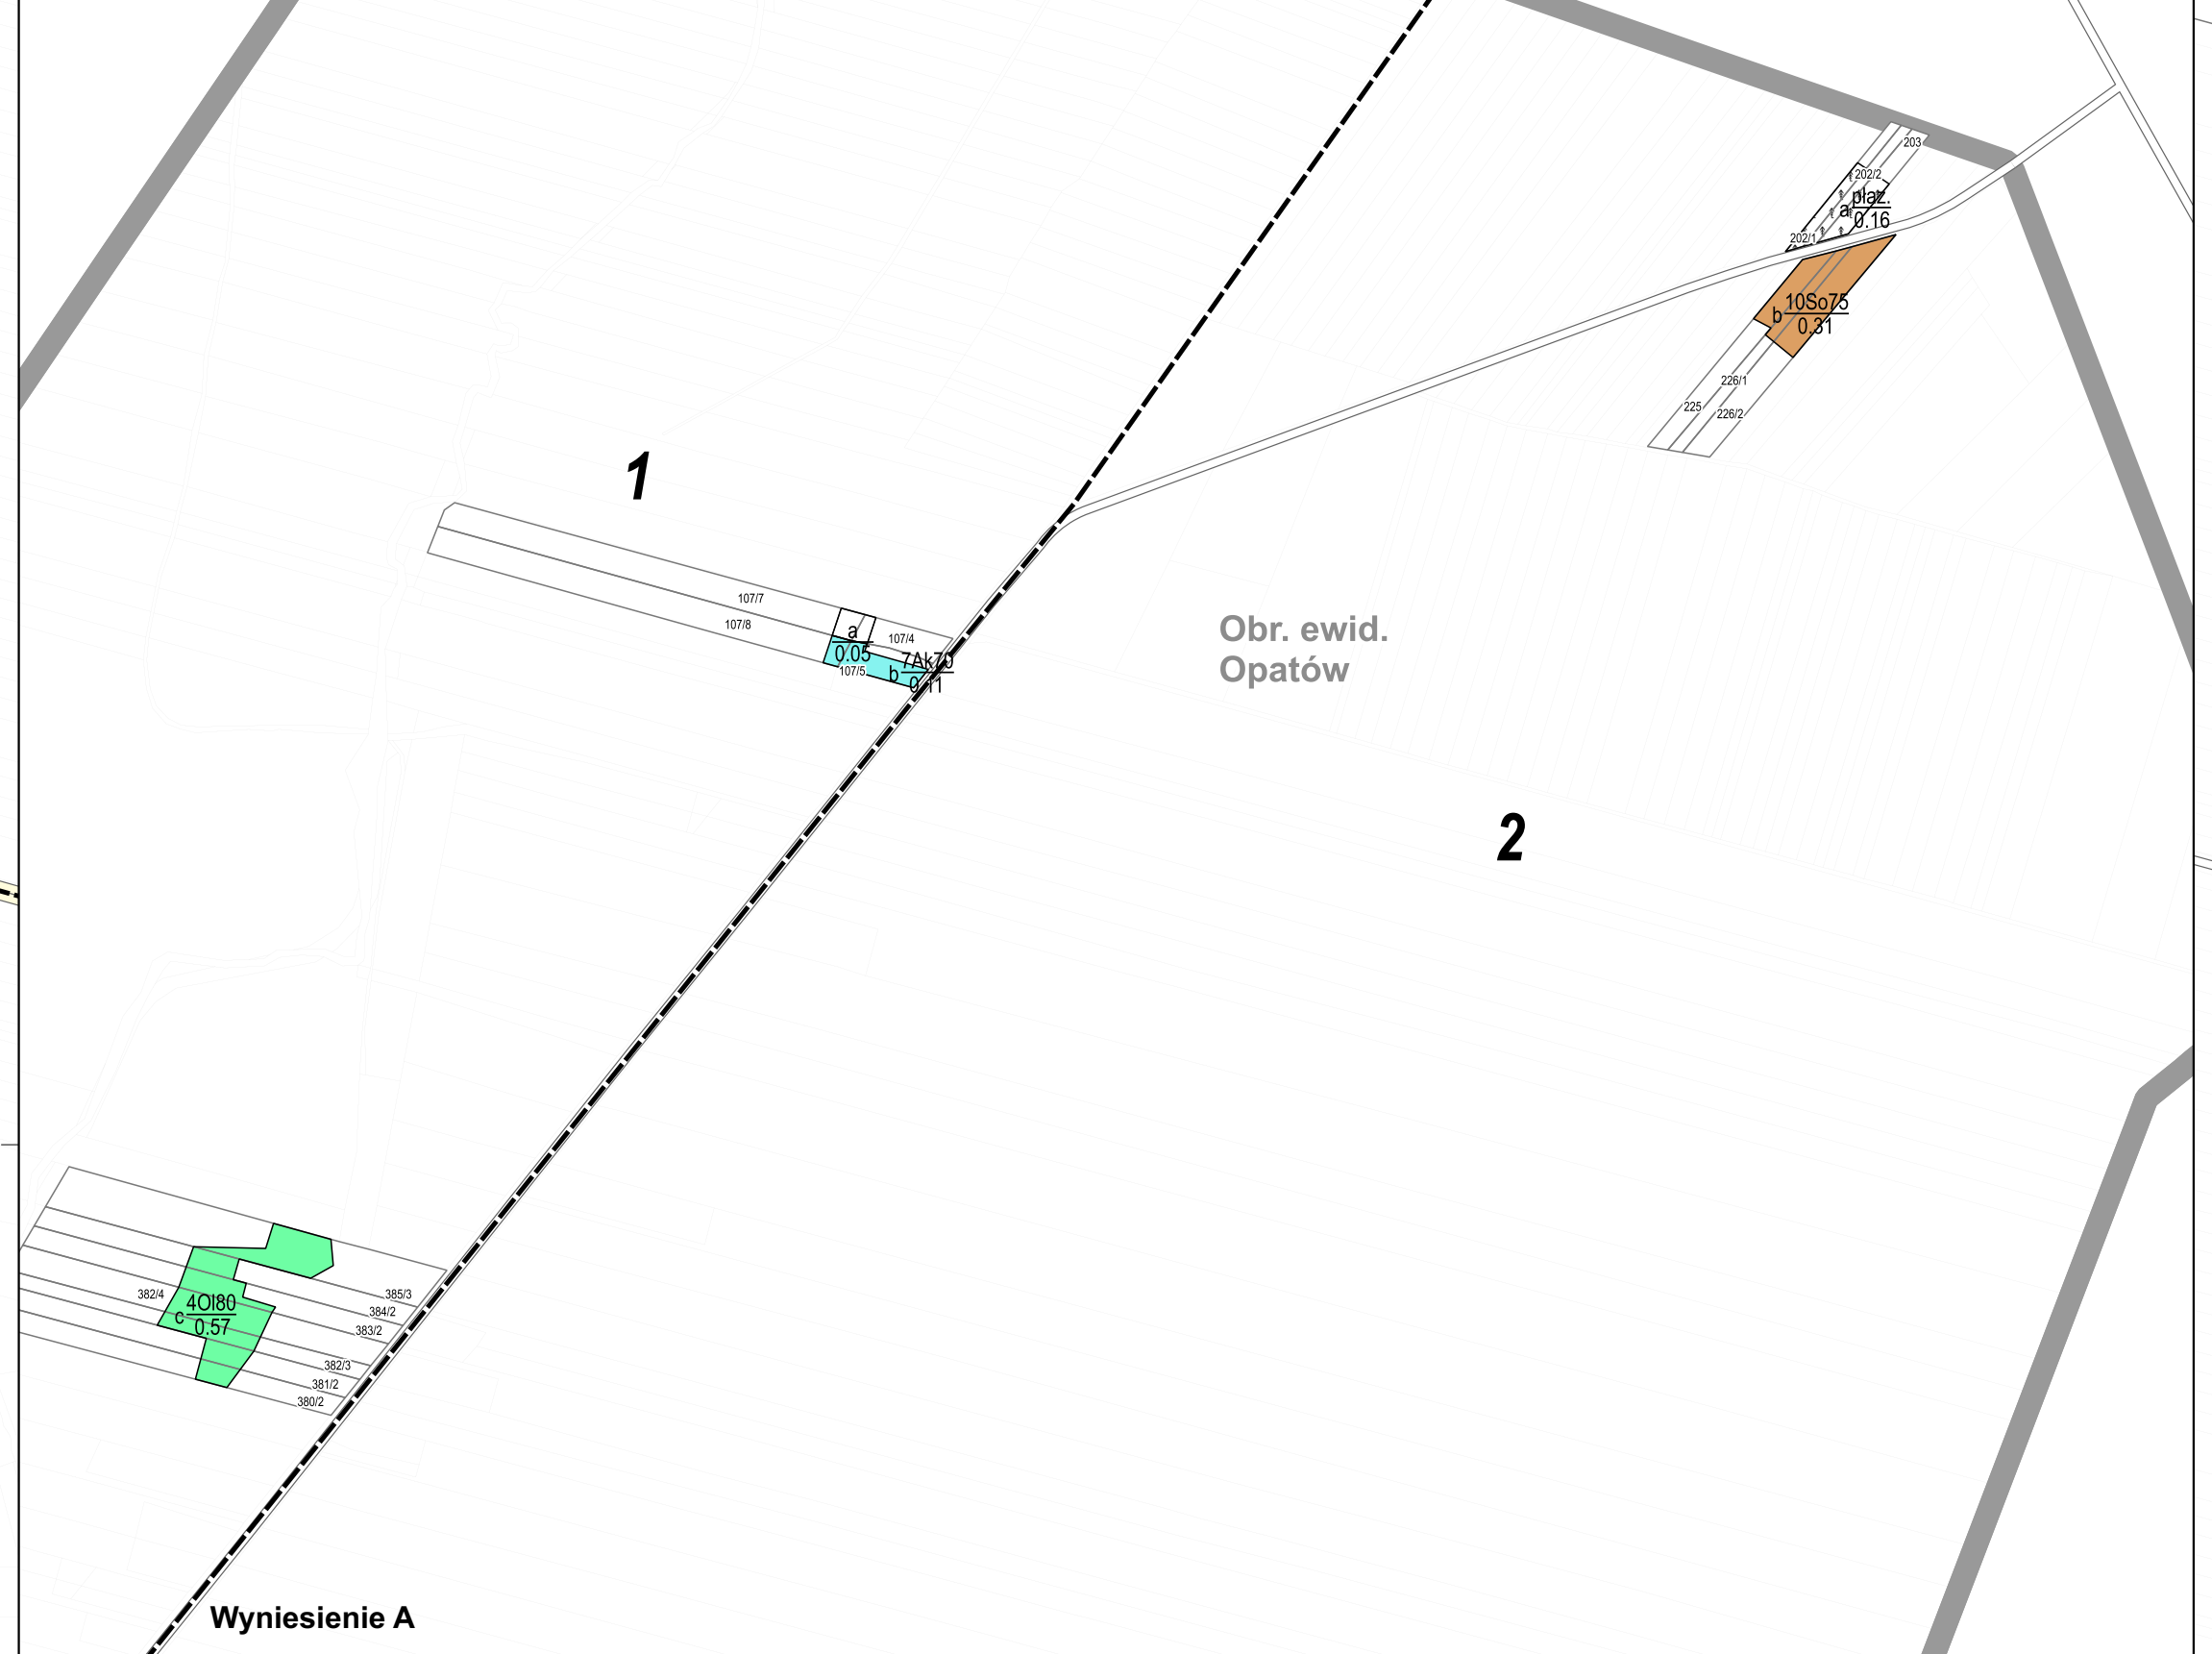 203
202/2
płaz.
a
0.16
202/1
10So75
b
0.31
226/1
225
226/2
1
107/7
107/8
a
0.05
107/4
107/5
7Ak70
b
0.11
Obr. ewid.
Opatów
2
382/4
4Ol80
c
0.57
385/3
384/2
383/2
382/3
381/2
380/2
Wyniesienie A